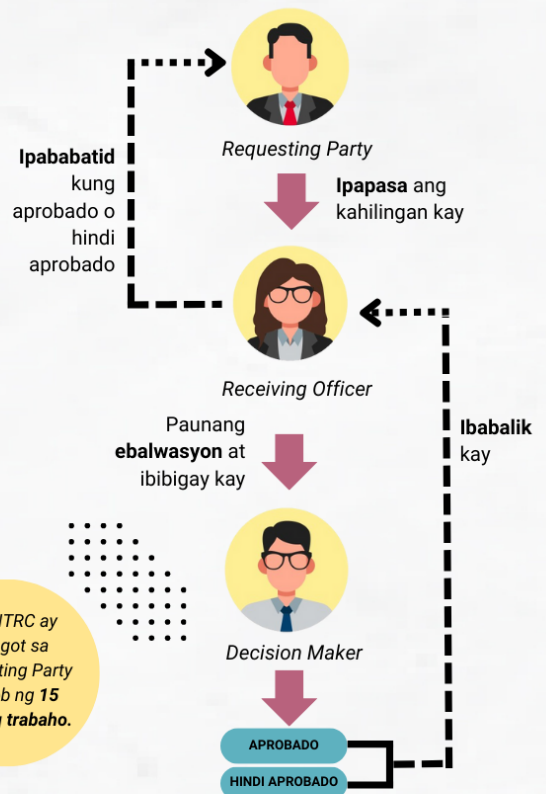 Requesting Party
Ipababatid
kung
aprobado o
hindi
aprobado
Ipapasa ang
kahilingan kay
Receiving Officer
Paunang
ebalwasyon at
ibibigay kay
Ibabalik
kay
Decision Maker
ay
sa
Party
ng 15
trabaho.
APROBADO
HINDI APROBADO